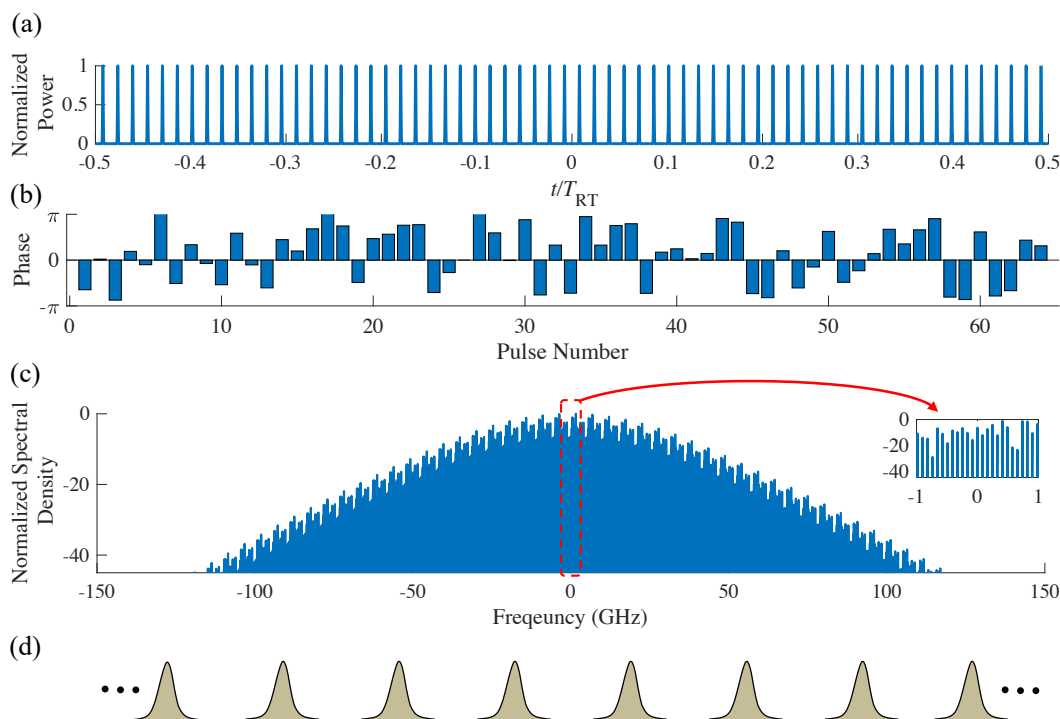 (a)
Normalized
Power
1
0.5
0
-0.5 -0.4 -0.3 -0.2 -0.1 0 0.1 0.2 0.3 0.4 0.5
t/T_RT
(b)
Phase
π
0
-π
0 10 20 30 40 50 60
Pulse Number
(c)
Normalized Spectral
Density
0
-20
-40
-150 -100 -50 0 50 100 150
Freqeuncy (GHz)
0
-20
-40
-1 0 1
(d)